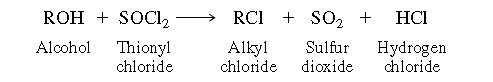 ROH + SOCl₂ ⟶ RCl + SO₂ + HCl
Alcohol Thionyl Alkyl Sulfur Hydrogen
chloride chloride dioxide chloride